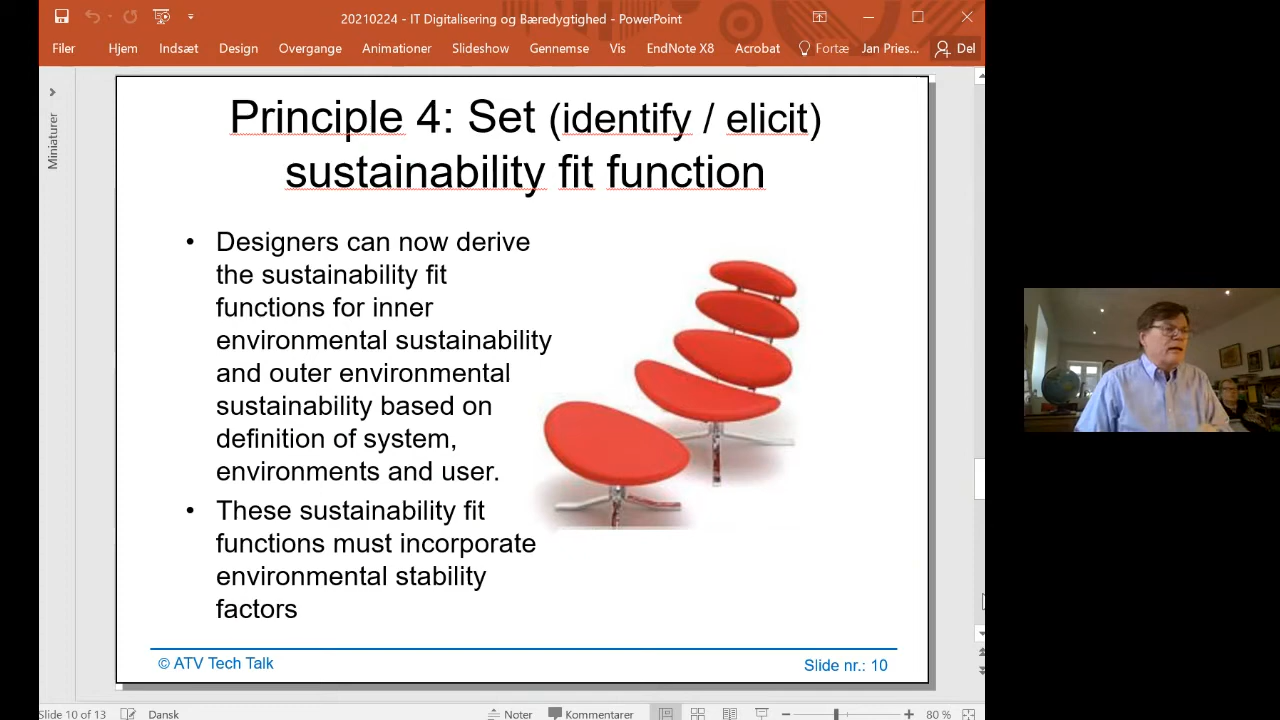 20210224 - IT Digitalisering og Bæredygtighed - PowerPoint
Filer Hjem Indsæt Design Overgange Animationer Slideshow Gennemse Vis EndNote X8 Acrobat Fortæ Jan Pries... Del
Miniaturer
Principle 4: Set (identify / elicit)
sustainability fit function
• Designers can now derive
the sustainability fit
functions for inner
environmental sustainability
and outer environmental
sustainability based on
definition of system,
environments and user.
• These sustainability fit
functions must incorporate
environmental stability
factors
© ATV Tech Talk
Slide nr.: 10
Slide 10 of 13 Dansk Noter Kommentarer 80 %